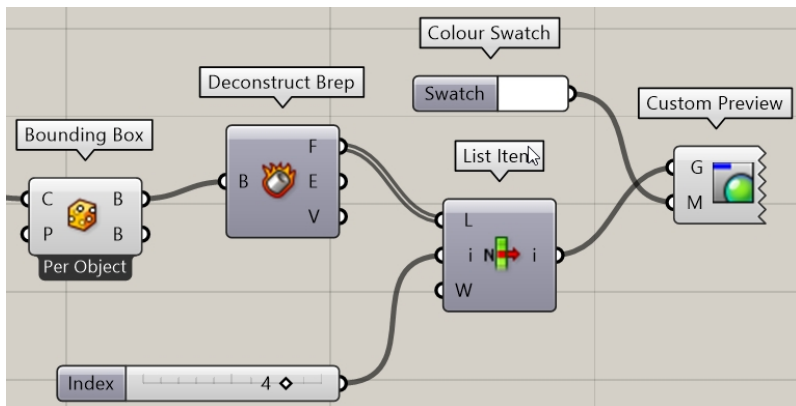 Colour Swatch
Swatch
Deconstruct Brep
Custom Preview
Bounding Box
List Item
F
G
B
E
M
C
B
V
L
P
B
i
N
i
Per Object
W
Index
4